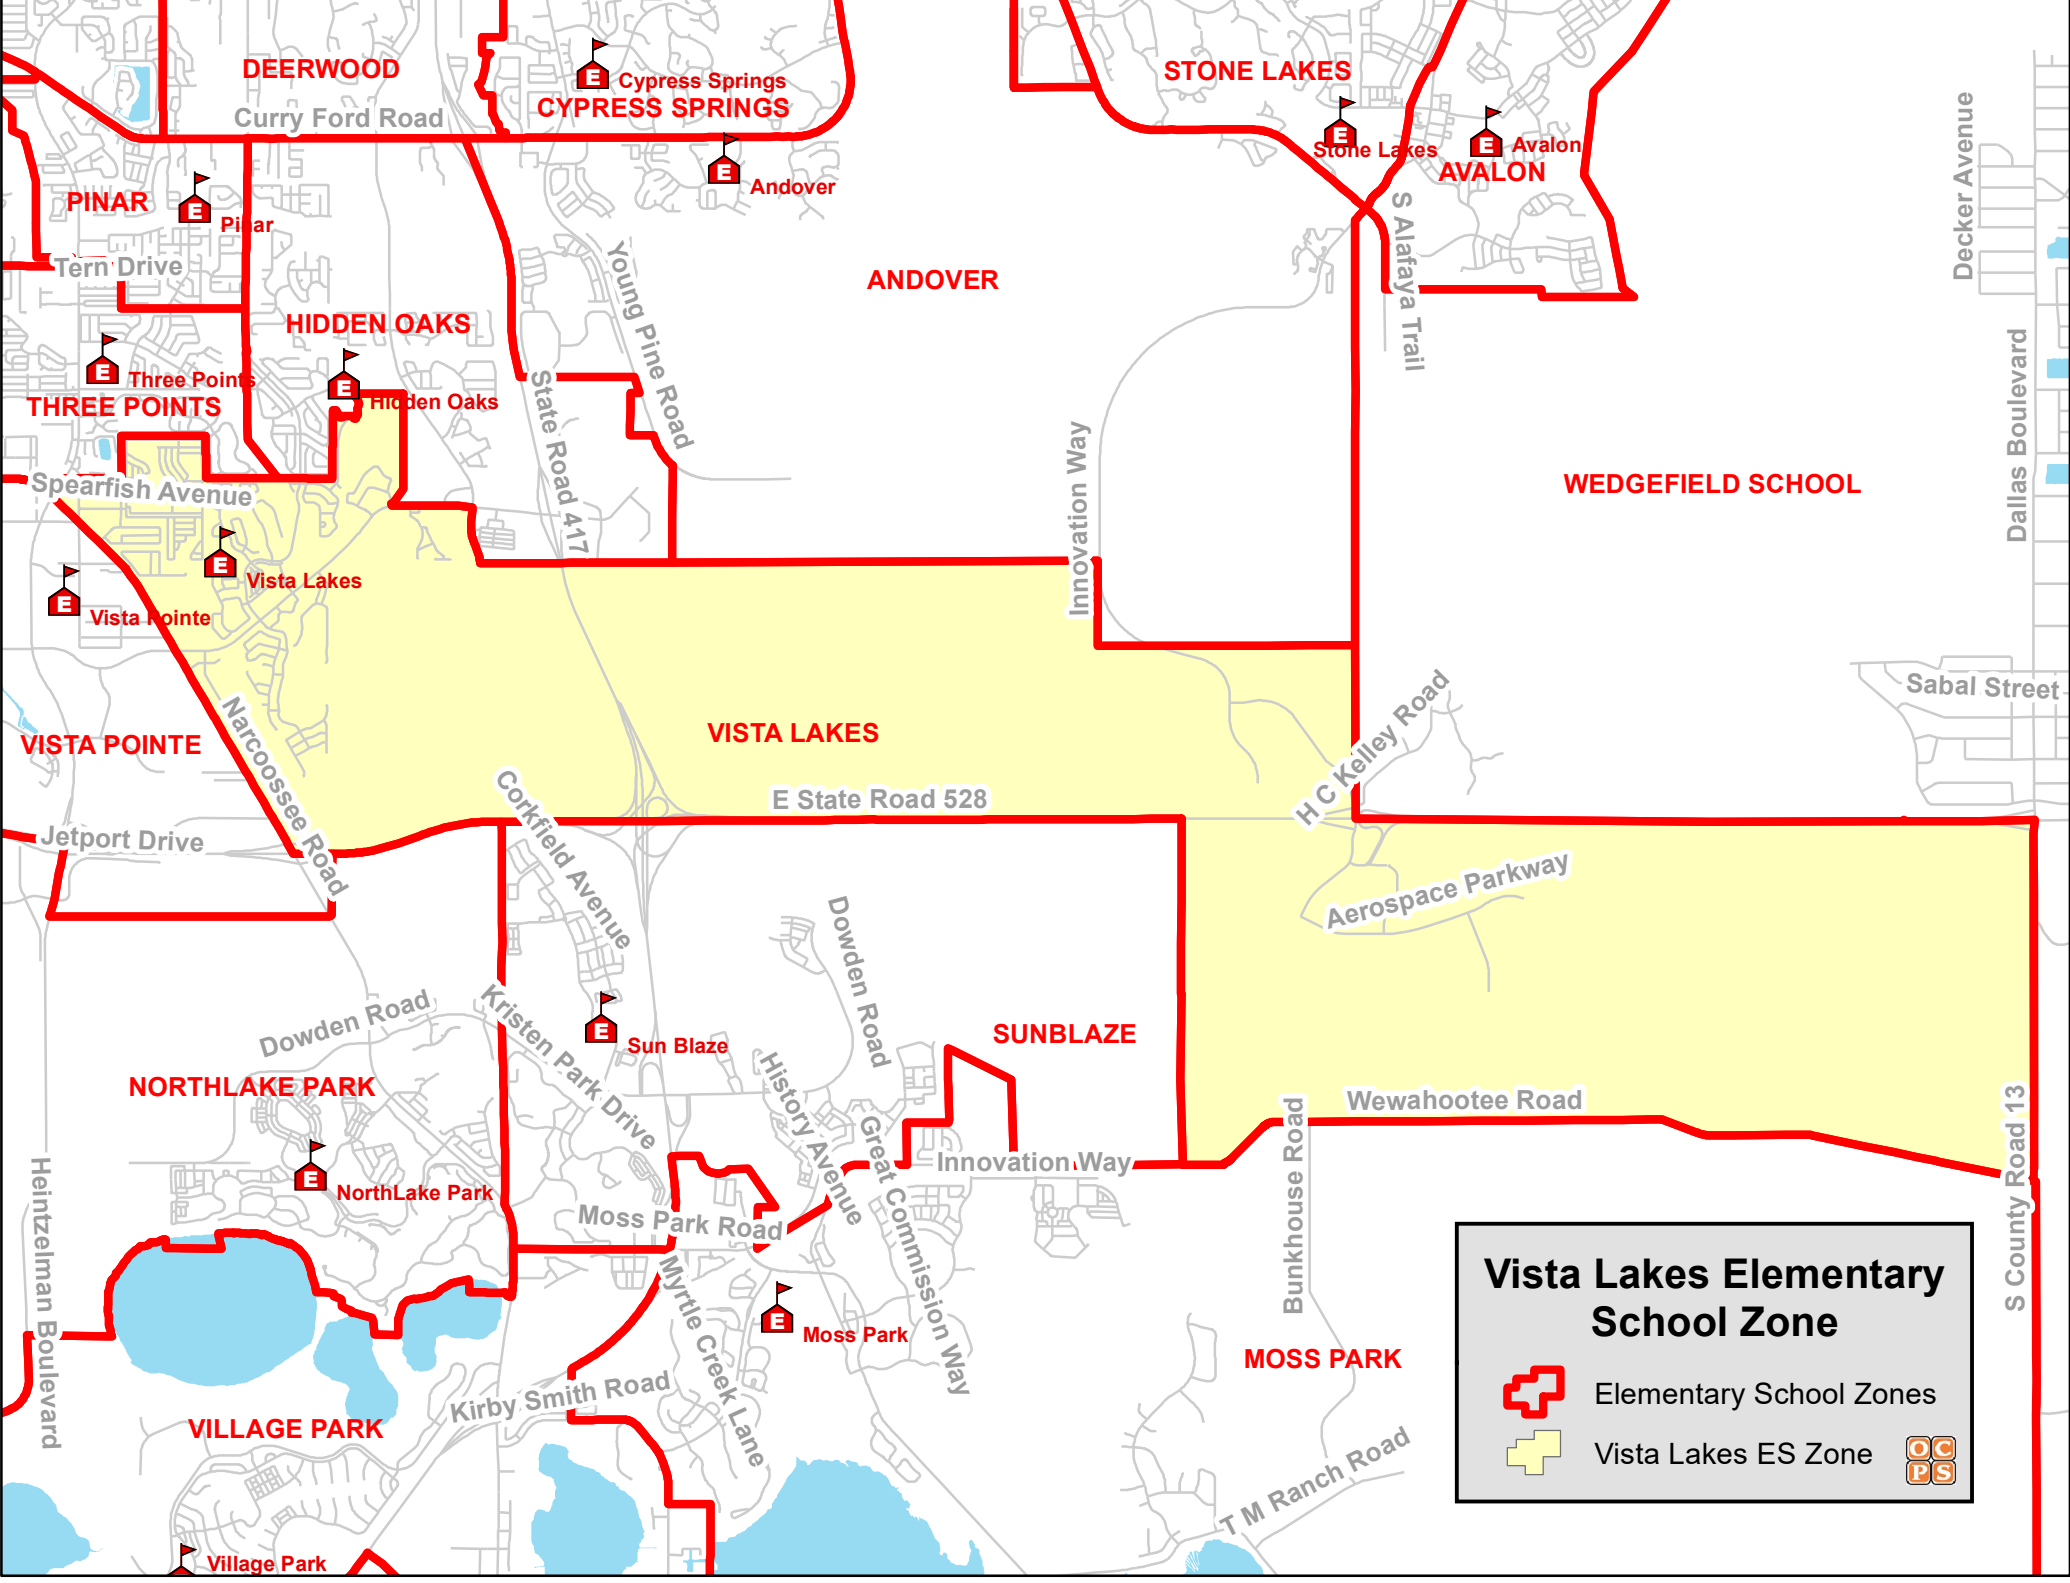 DEERWOOD
Cypress Springs
CYPRESS SPRINGS
STONE LAKES
Curry Ford Road
Stone Lakes
Avalon
AVALON
Andover
PINAR
Pinar
Decker Avenue
S Alafaya Trail
Tern Drive
ANDOVER
Young Pine Road
HIDDEN OAKS
Three Points
THREE POINTS
Hidden Oaks
State Road 417
Innovation Way
Dallas Boulevard
WEDGEFIELD SCHOOL
Spearfish Avenue
Vista Lakes
Vista Pointe
Sabal Street
VISTA POINTE
Narcoossee Road
VISTA LAKES
H C Kelley Road
E State Road 528
Corkfield Avenue
Jetport Drive
Aerospace Parkway
Dowden Road
Dowden Road
Kristen Park Drive
Sun Blaze
SUNBLAZE
NORTHLAKE PARK
History Avenue
Great Commission Way
Wewahootee Road
Bunkhouse Road
S County Road 13
Innovation Way
NorthLake Park
Heintzelman Boulevard
Moss Park Road
Myrtle Creek Lane
Moss Park
MOSS PARK
Kirby Smith Road
VILLAGE PARK
T M Ranch Road
Village Park
Vista Lakes Elementary
School Zone
Elementary School Zones
Vista Lakes ES Zone
OC
PS
E
E
E
E
E
E
E
E
E
E
E
E